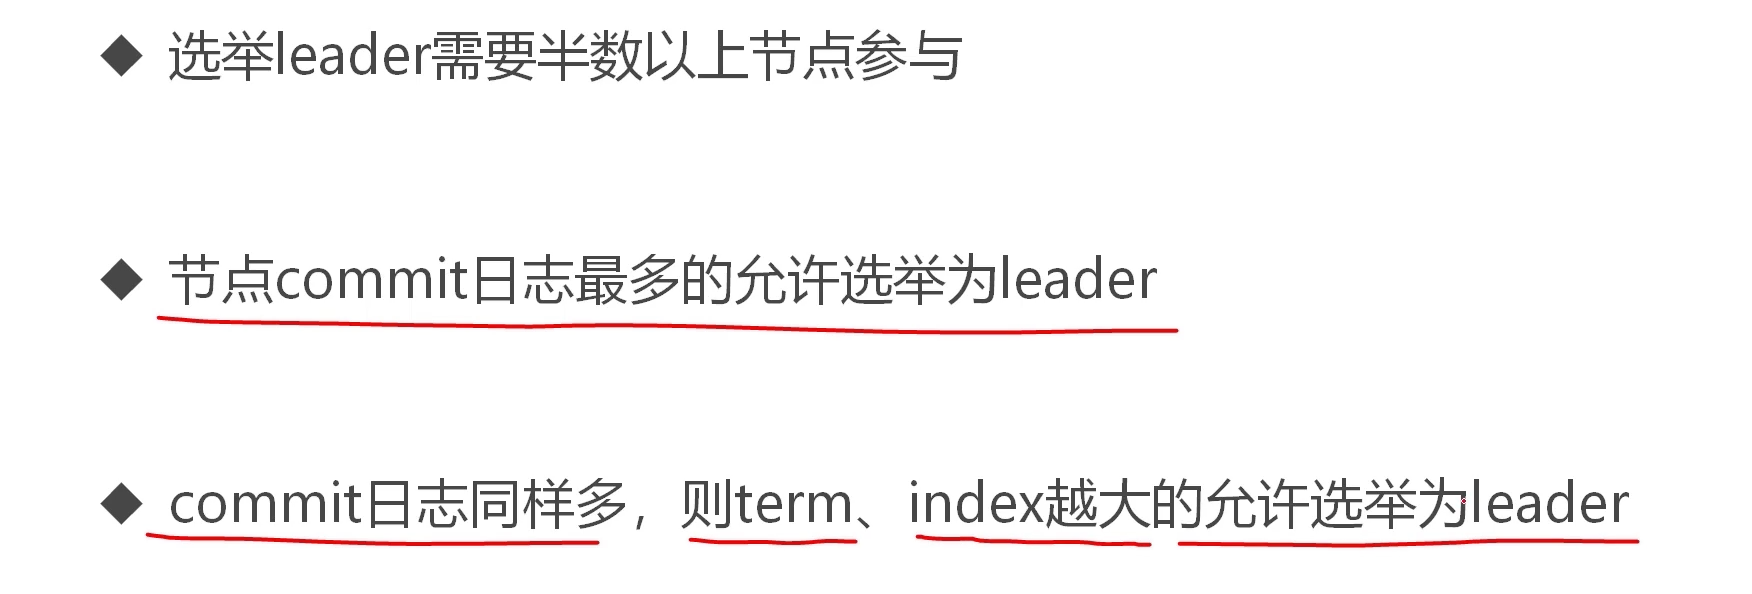 ◆ 选举leader需要半数以上节点参与
◆ 节点commit日志最多的允许选举为leader
◆ commit日志同样多，则term、index越大的允许选举为leader